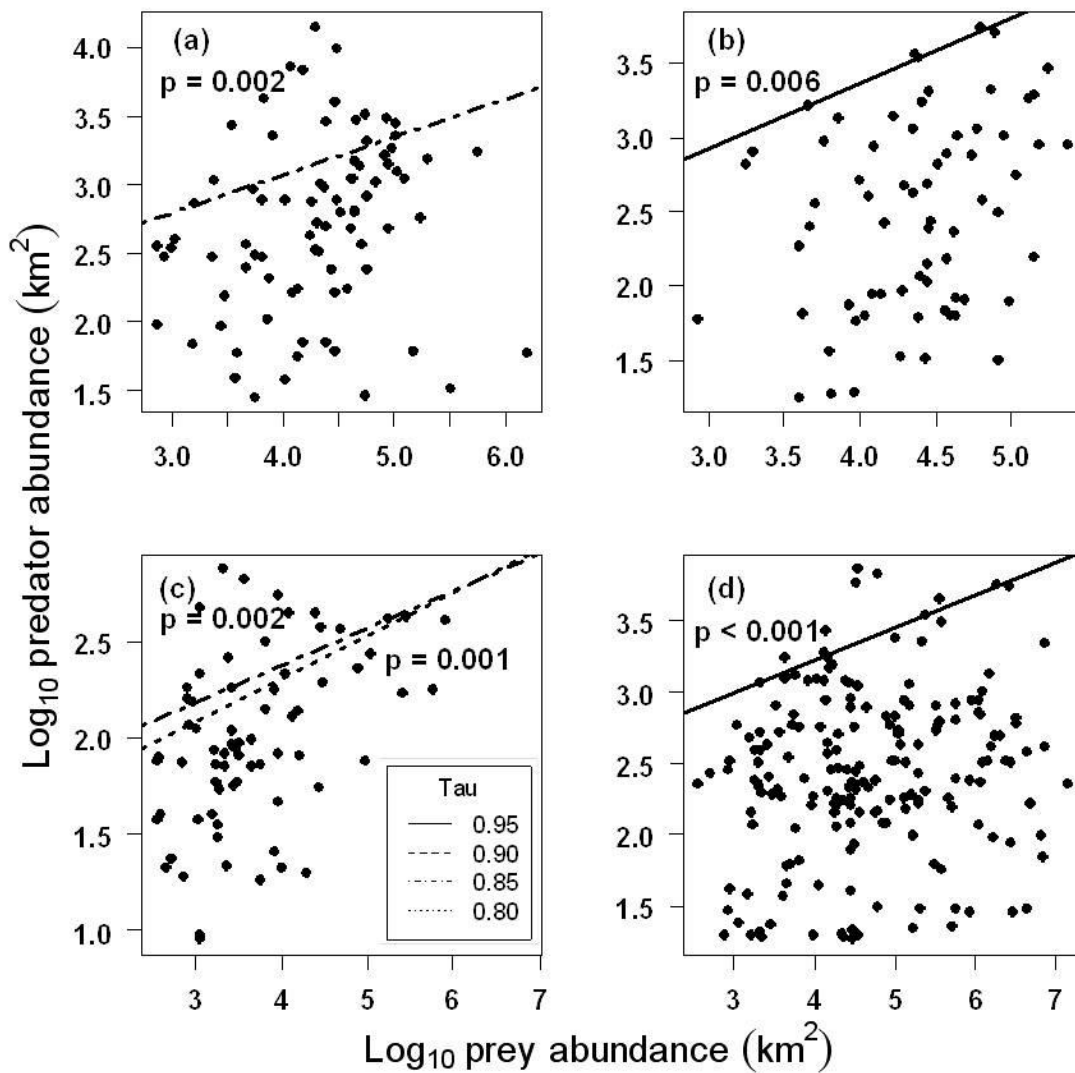 (a)
p = 0.002
4.0
3.5
3.0
2.5
2.0
1.5
3.0 4.0 5.0 6.0
(b)
p = 0.006
3.5
3.0
2.5
2.0
1.5
3.0 3.5 4.0 4.5 5.0
Log10 predator abundance (km2)
(c)
p = 0.002
p = 0.001
2.5
2.0
1.5
1.0
3 4 5 6 7
Tau
0.95
0.90
0.85
0.80
(d)
p < 0.001
3.5
3.0
2.5
2.0
1.5
3 4 5 6 7
Log10 prey abundance (km2)